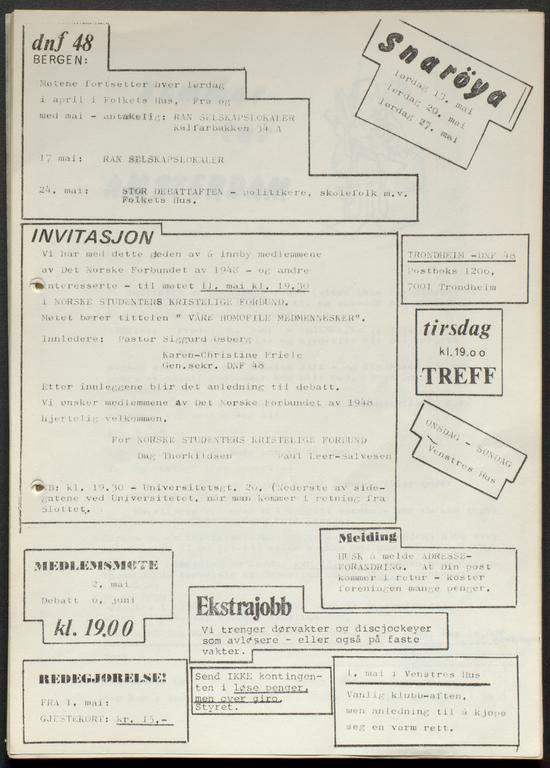 dnf 48
BERGEN:
Møtene fortsetter hver lørdag
i april i Folkets Hus. Fra og
med mai - antakelig: RAN SELSKAPSLOKALER
Kalfarbakken 34 A
17 mai: RAN SELSKAPSLOKALER
24. mai: STOR DEBATTAFTEN - politikere, skolefolk m.v.
Folkets Hus.
Snaröya
lørdag 13. mai
lørdag 20. mai
lørdag 27. mai
INVITASJON
Vi har med dette gleden av å innby medlemmene
av Det Norske Forbundet av 1948 - og andre
interesserte - til møtet 11. mai kl. 19.30
i NORSKE STUDENTERS KRISTELIGE FORBUND.
Møtet bærer tittelen " VÅRE HOMOFILE MEDMENNESKER".
Innledere: Pastor Siggurd Osberg
Karen-Christine Friele
Gen.sekr. DNF 48
Etter innleggene blir det anledning til debatt.
Vi ønsker medlemmene Av Det Norske Forbundet av 1948
hjertelig velkommen.
For NORSKE STUDENTERS KRISTELIGE FORBUND
Dag Thorkildsen Paul Leer-Salvesen
NB: kl. 19.30 - Universitetsgt. 20. (Nederste av side-
gatene ved Universitetet, når man kommer i retning fra
Slottet.
TRONDHEIM -DNF 48
Postboks 1200,
7001 Trondheim
tirsdag
kl.19.00
TREFF
ONSDAG - SØNDAG
Venstres Hus
MEDLEMSMØTE
2. mai
Debatt 6. juni
kl. 19.00
Melding
HUSK å melde ADRESSE-
FORANDRING. At Din post
kommer i retur - koster
foreningen mange penger.
Ekstrajobb
Vi trenger dørvakter og discjockeyer
som avløsere - eller også på faste
vakter.
REDEGJØRELSE!
FRA 1. mai:
GJESTEKORT: kr. 15,-
Send IKKE kontingen-
ten i løse penger,
men over giro.
Styret.
1. mai i Venstres Hus
Vanlig klubb-aften,
men anledning til å kjøpe
seg en varm rett.